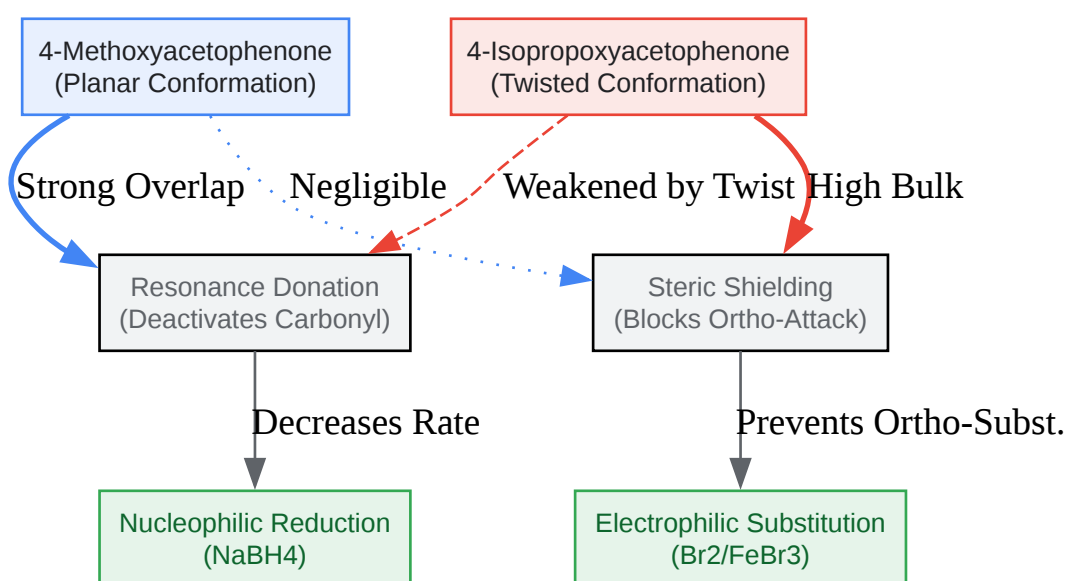 4-Methoxyacetophenone
(Planar Conformation)
4-Isopropoxyacetophenone
(Twisted Conformation)
Strong Overlap
Negligible
Weakened by Twist
High Bulk
Resonance Donation
(Deactivates Carbonyl)
Steric Shielding
(Blocks Ortho-Attack)
Decreases Rate
Prevents Ortho-Subst.
Nucleophilic Reduction
(NaBH4)
Electrophilic Substitution
(Br2/FeBr3)